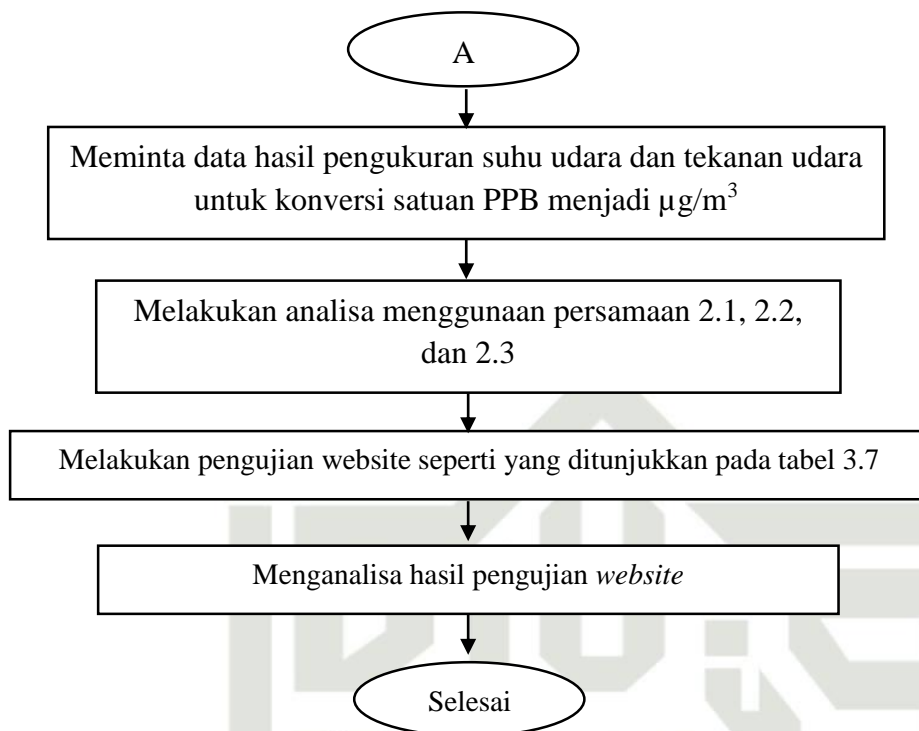 A
Meminta data hasil pengukuran suhu udara dan tekanan udara
untuk konversi satuan PPB menjadi µg/m³
Melakukan analisa menggunaan persamaan 2.1, 2.2,
dan 2.3
Melakukan pengujian website seperti yang ditunjukkan pada tabel 3.7
Menganalisa hasil pengujian website
Selesai